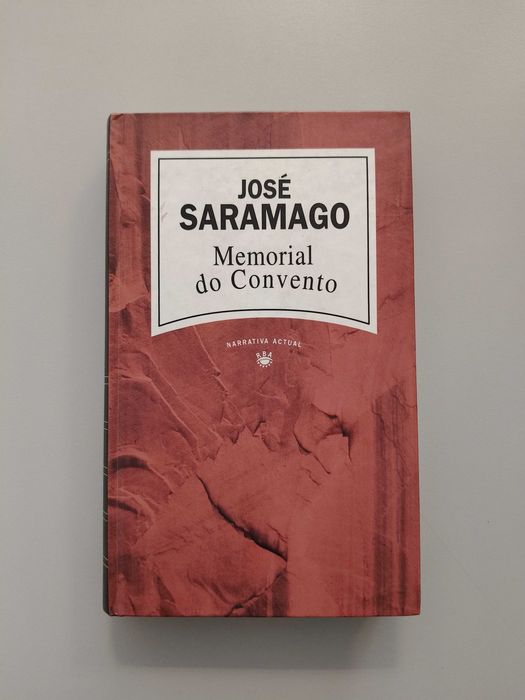 JOSÉ
SARAMAGO
Memorial
do Convento
NARRATIVA ACTUAL
RBA